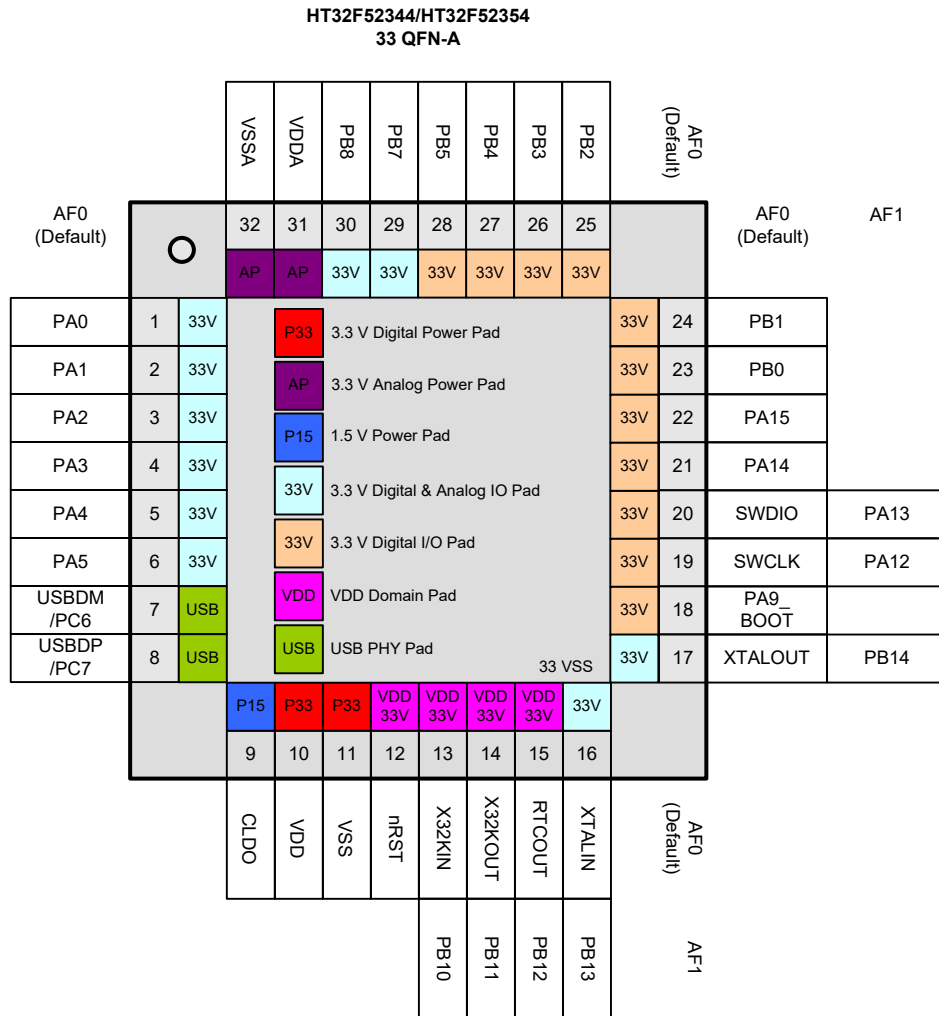 HT32F52344/HT32F52354
33 QFN-A
VSSA VDDA PB8 PB7 PB5 PB4 PB3 PB2
AF0
(Default)
AF0
(Default)
32 31 30 29 28 27 26 25
AF0
(Default)
AF1
AP AP 33V 33V 33V 33V 33V 33V
PA0 1 33V
P33 3.3 V Digital Power Pad
33V 24 PB1
PA1 2 33V
AP 3.3 V Analog Power Pad
33V 23 PB0
PA2 3 33V
P15 1.5 V Power Pad
33V 22 PA15
PA3 4 33V
33V 3.3 V Digital & Analog IO Pad
33V 21 PA14
PA4 5 33V
33V 3.3 V Digital I/O Pad
33V 20 SWDIO PA13
PA5 6 33V
VDD VDD Domain Pad
33V 19 SWCLK PA12
USBDM
/PC6
7 USB
33V 18
PA9_
BOOT
USBDP
/PC7
8 USB
USB USB PHY Pad
33 VSS
33V 17 XTALOUT PB14
P15 P33 P33
VDD
33V
VDD
33V
VDD
33V
VDD
33V
33V
9 10 11 12 13 14 15 16
CLDO VDD VSS nRST X32KIN X32KOUT RTCOUT XTALIN
AF0
(Default)
PB10 PB11 PB12 PB13
AF1